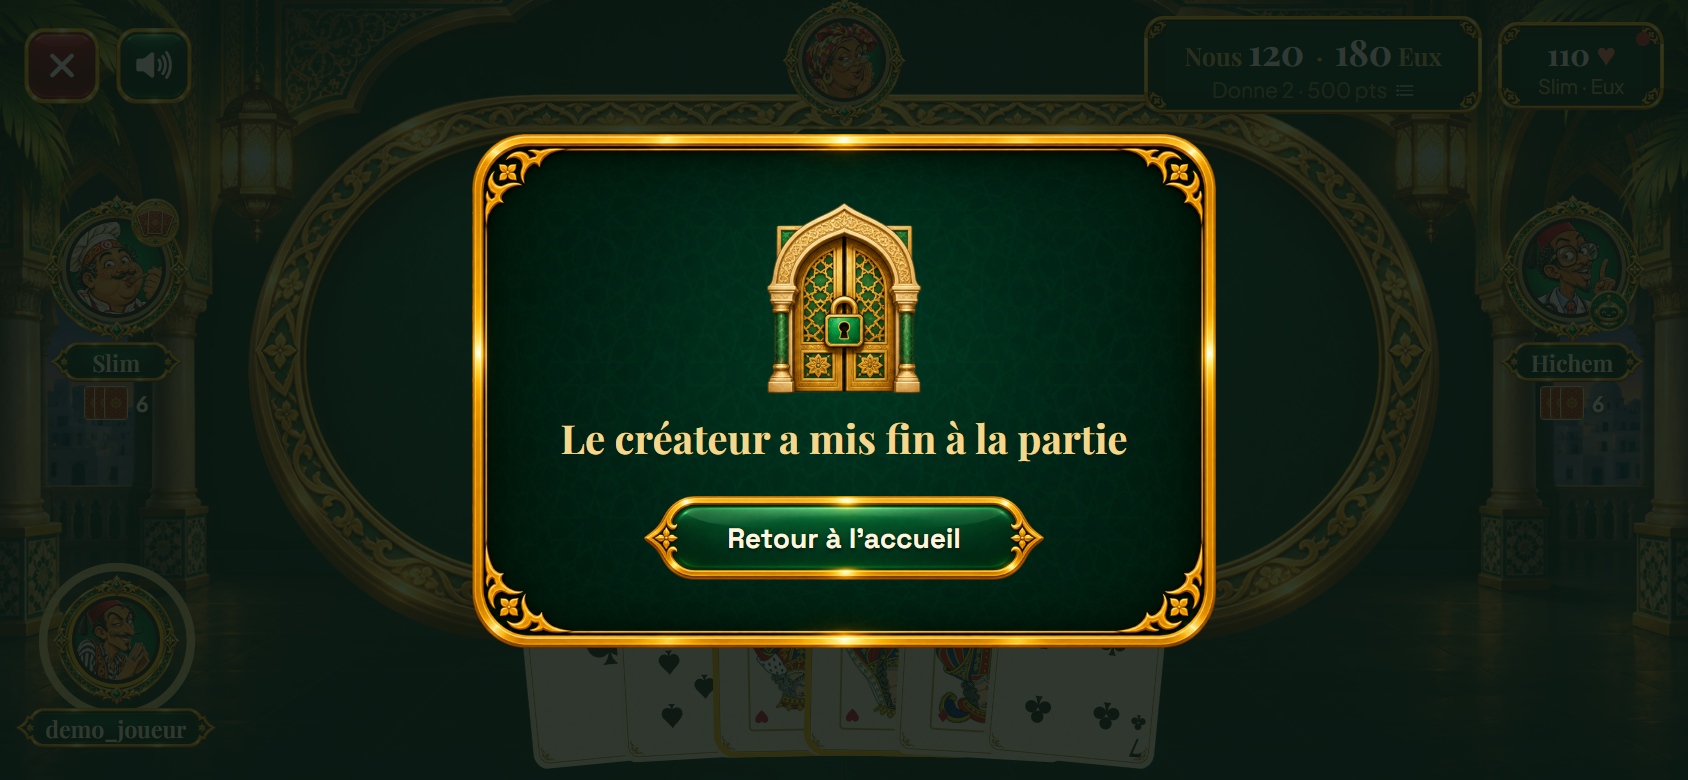 Nous 120 · 180 Eux
Donne 2 · 500 pts
110 ♥
Slim · Eux
Slim
6
Hichem
6
Le créateur a mis fin à la partie
Retour à l'accueil
demo_joueur
7